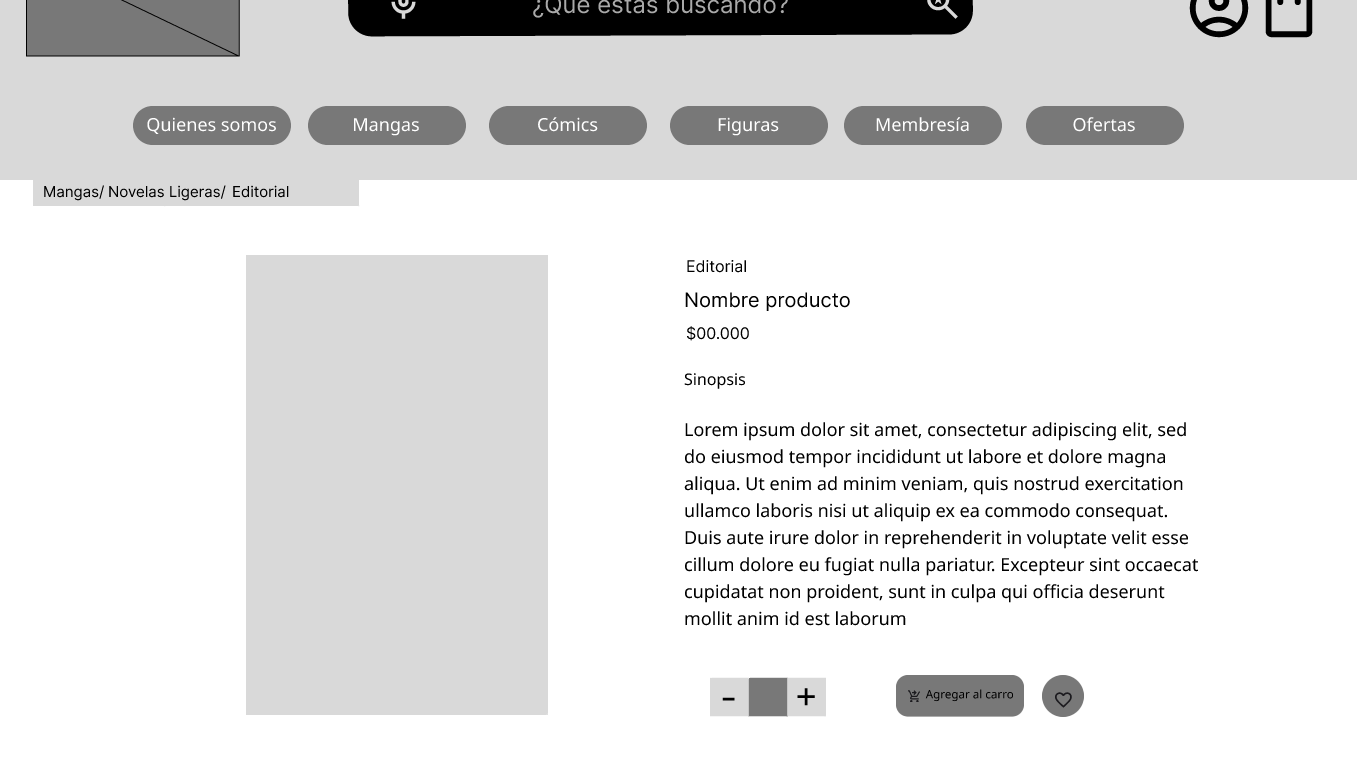 ¿Qué estás buscando?
Quienes somos
Mangas
Cómics
Figuras
Membresía
Ofertas
Mangas/ Novelas Ligeras/ Editorial
Editorial
Nombre producto
$00.000
Sinopsis
Lorem ipsum dolor sit amet, consectetur adipiscing elit, sed
do eiusmod tempor incididunt ut labore et dolore magna
aliqua. Ut enim ad minim veniam, quis nostrud exercitation
ullamco laboris nisi ut aliquip ex ea commodo consequat.
Duis aute irure dolor in reprehenderit in voluptate velit esse
cillum dolore eu fugiat nulla pariatur. Excepteur sint occaecat
cupidatat non proident, sunt in culpa qui officia deserunt
mollit anim id est laborum
- +
Agregar al carro